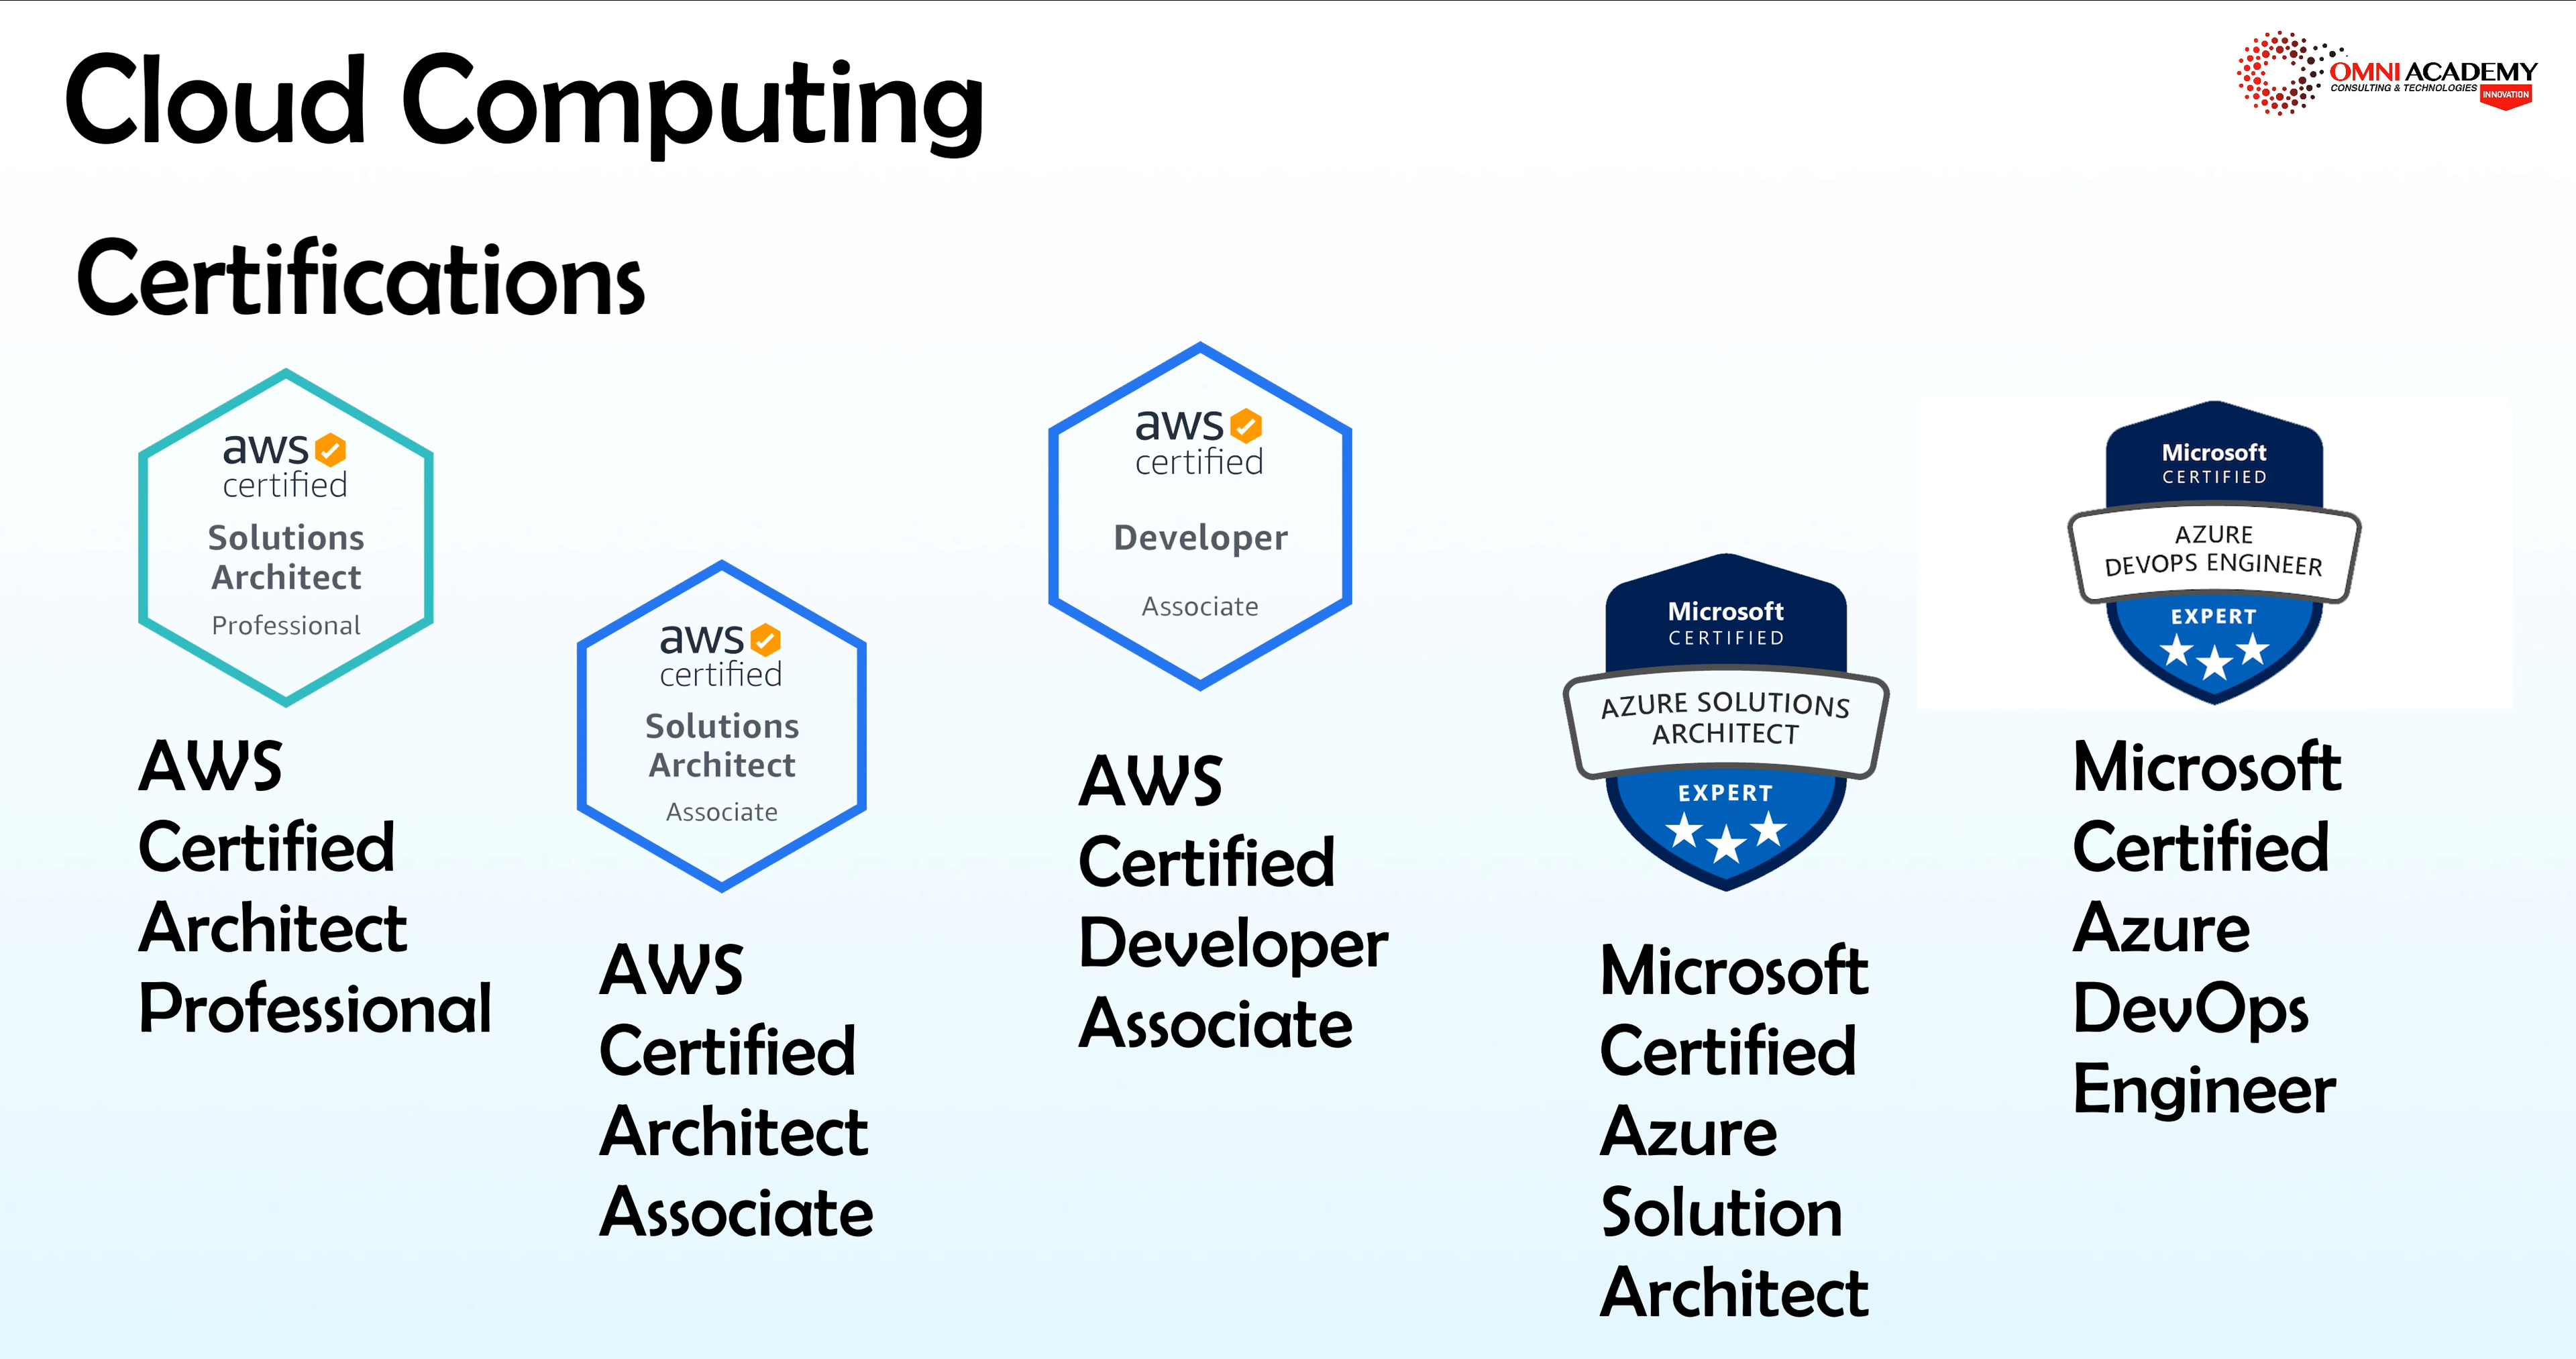 Cloud Computing
OMNI ACADEMY
CONSULTING & TECHNOLOGIES
INNOVATION
Certifications
aws
certified
Solutions
Architect
Professional
AWS
Certified
Architect
Professional
aws
certified
Solutions
Architect
Associate
AWS
Certified
Architect
Associate
aws
certified
Developer
Associate
AWS
Certified
Developer
Associate
Microsoft
CERTIFIED
AZURE SOLUTIONS
ARCHITECT
EXPERT
Microsoft
Certified
Azure
Solution
Architect
Microsoft
CERTIFIED
AZURE
DEVOPS ENGINEER
EXPERT
Microsoft
Certified
Azure
DevOps
Engineer